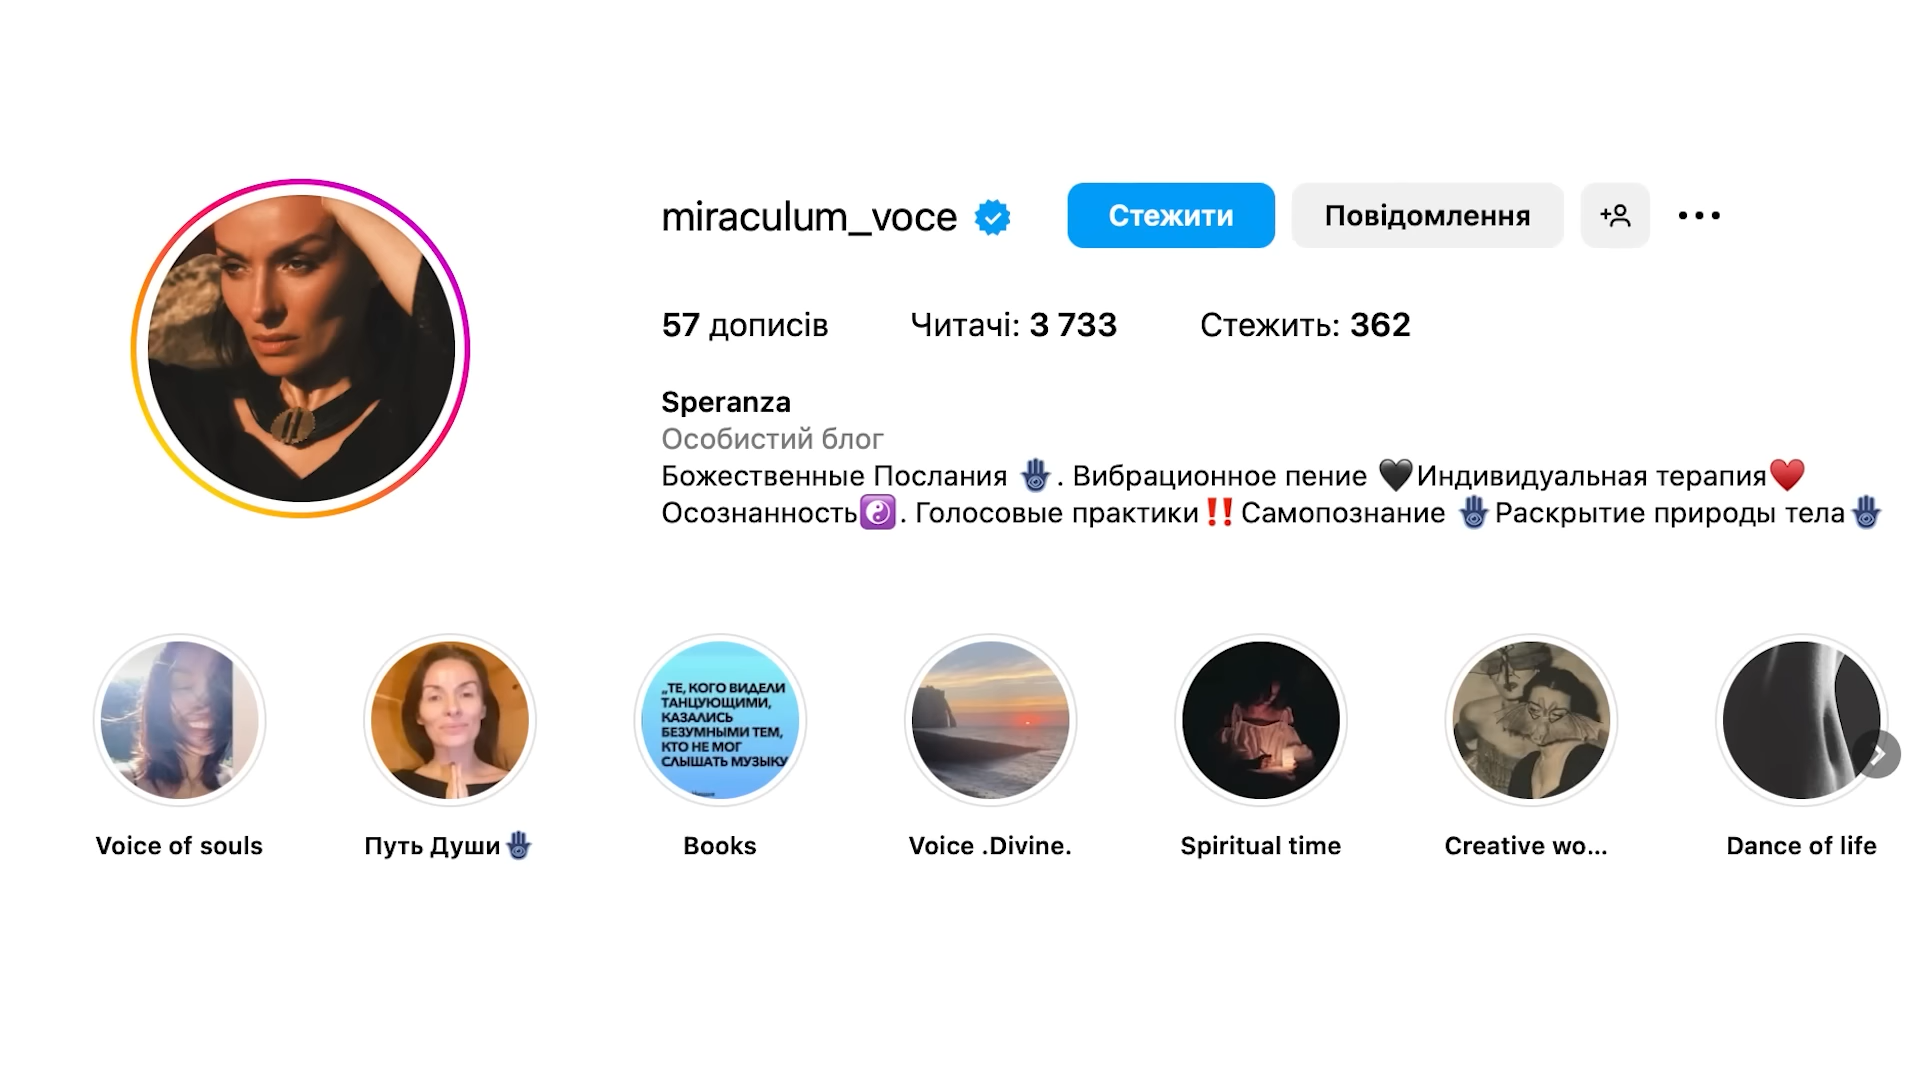 miraculum_voce
Стежити
Повідомлення
57 дописів
Читачі: 3 733
Стежить: 362
Speranza
Особистий блог
Божественные Послания 🪬. Вибрационное пение 🖤Индивидуальная терапия❤️
Осознанность☯️. Голосовые практики‼️Самопознание 🪬Раскрытие природы тела🪬
„ТЕ, КОГО ВИДЕЛИ
ТАНЦУЮЩИМИ,
КАЗАЛИСЬ
БЕЗУМНЫМИ ТЕМ,
КТО НЕ МОГ
СЛЫШАТЬ МУЗЫКУ
Voice of souls
Путь Души🪬
Books
Voice .Divine.
Spiritual time
Creative wo...
Dance of life